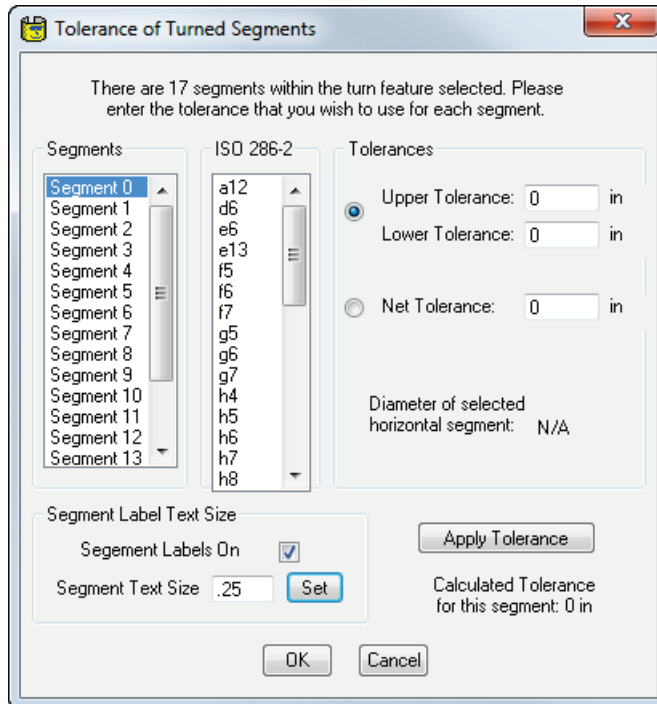 Tolerance of Turned Segments
There are 17 segments within the turn feature selected. Please
enter the tolerance that you wish to use for each segment.
Segments
Segment 0
Segment 1
Segment 2
Segment 3
Segment 4
Segment 5
Segment 6
Segment 7
Segment 8
Segment 9
Segment 10
Segment 11
Segment 12
Segment 13
ISO 286-2
a12
d6
e6
e13
f5
f6
f7
g5
g6
g7
h4
h5
h6
h7
h8
Tolerances
Upper Tolerance: 0 in
Lower Tolerance: 0 in
Net Tolerance: 0 in
Diameter of selected
horizontal segment: N/A
Segment Label Text Size
Segement Labels On
Segment Text Size .25 Set
Apply Tolerance
Calculated Tolerance
for this segment: 0 in
OK Cancel